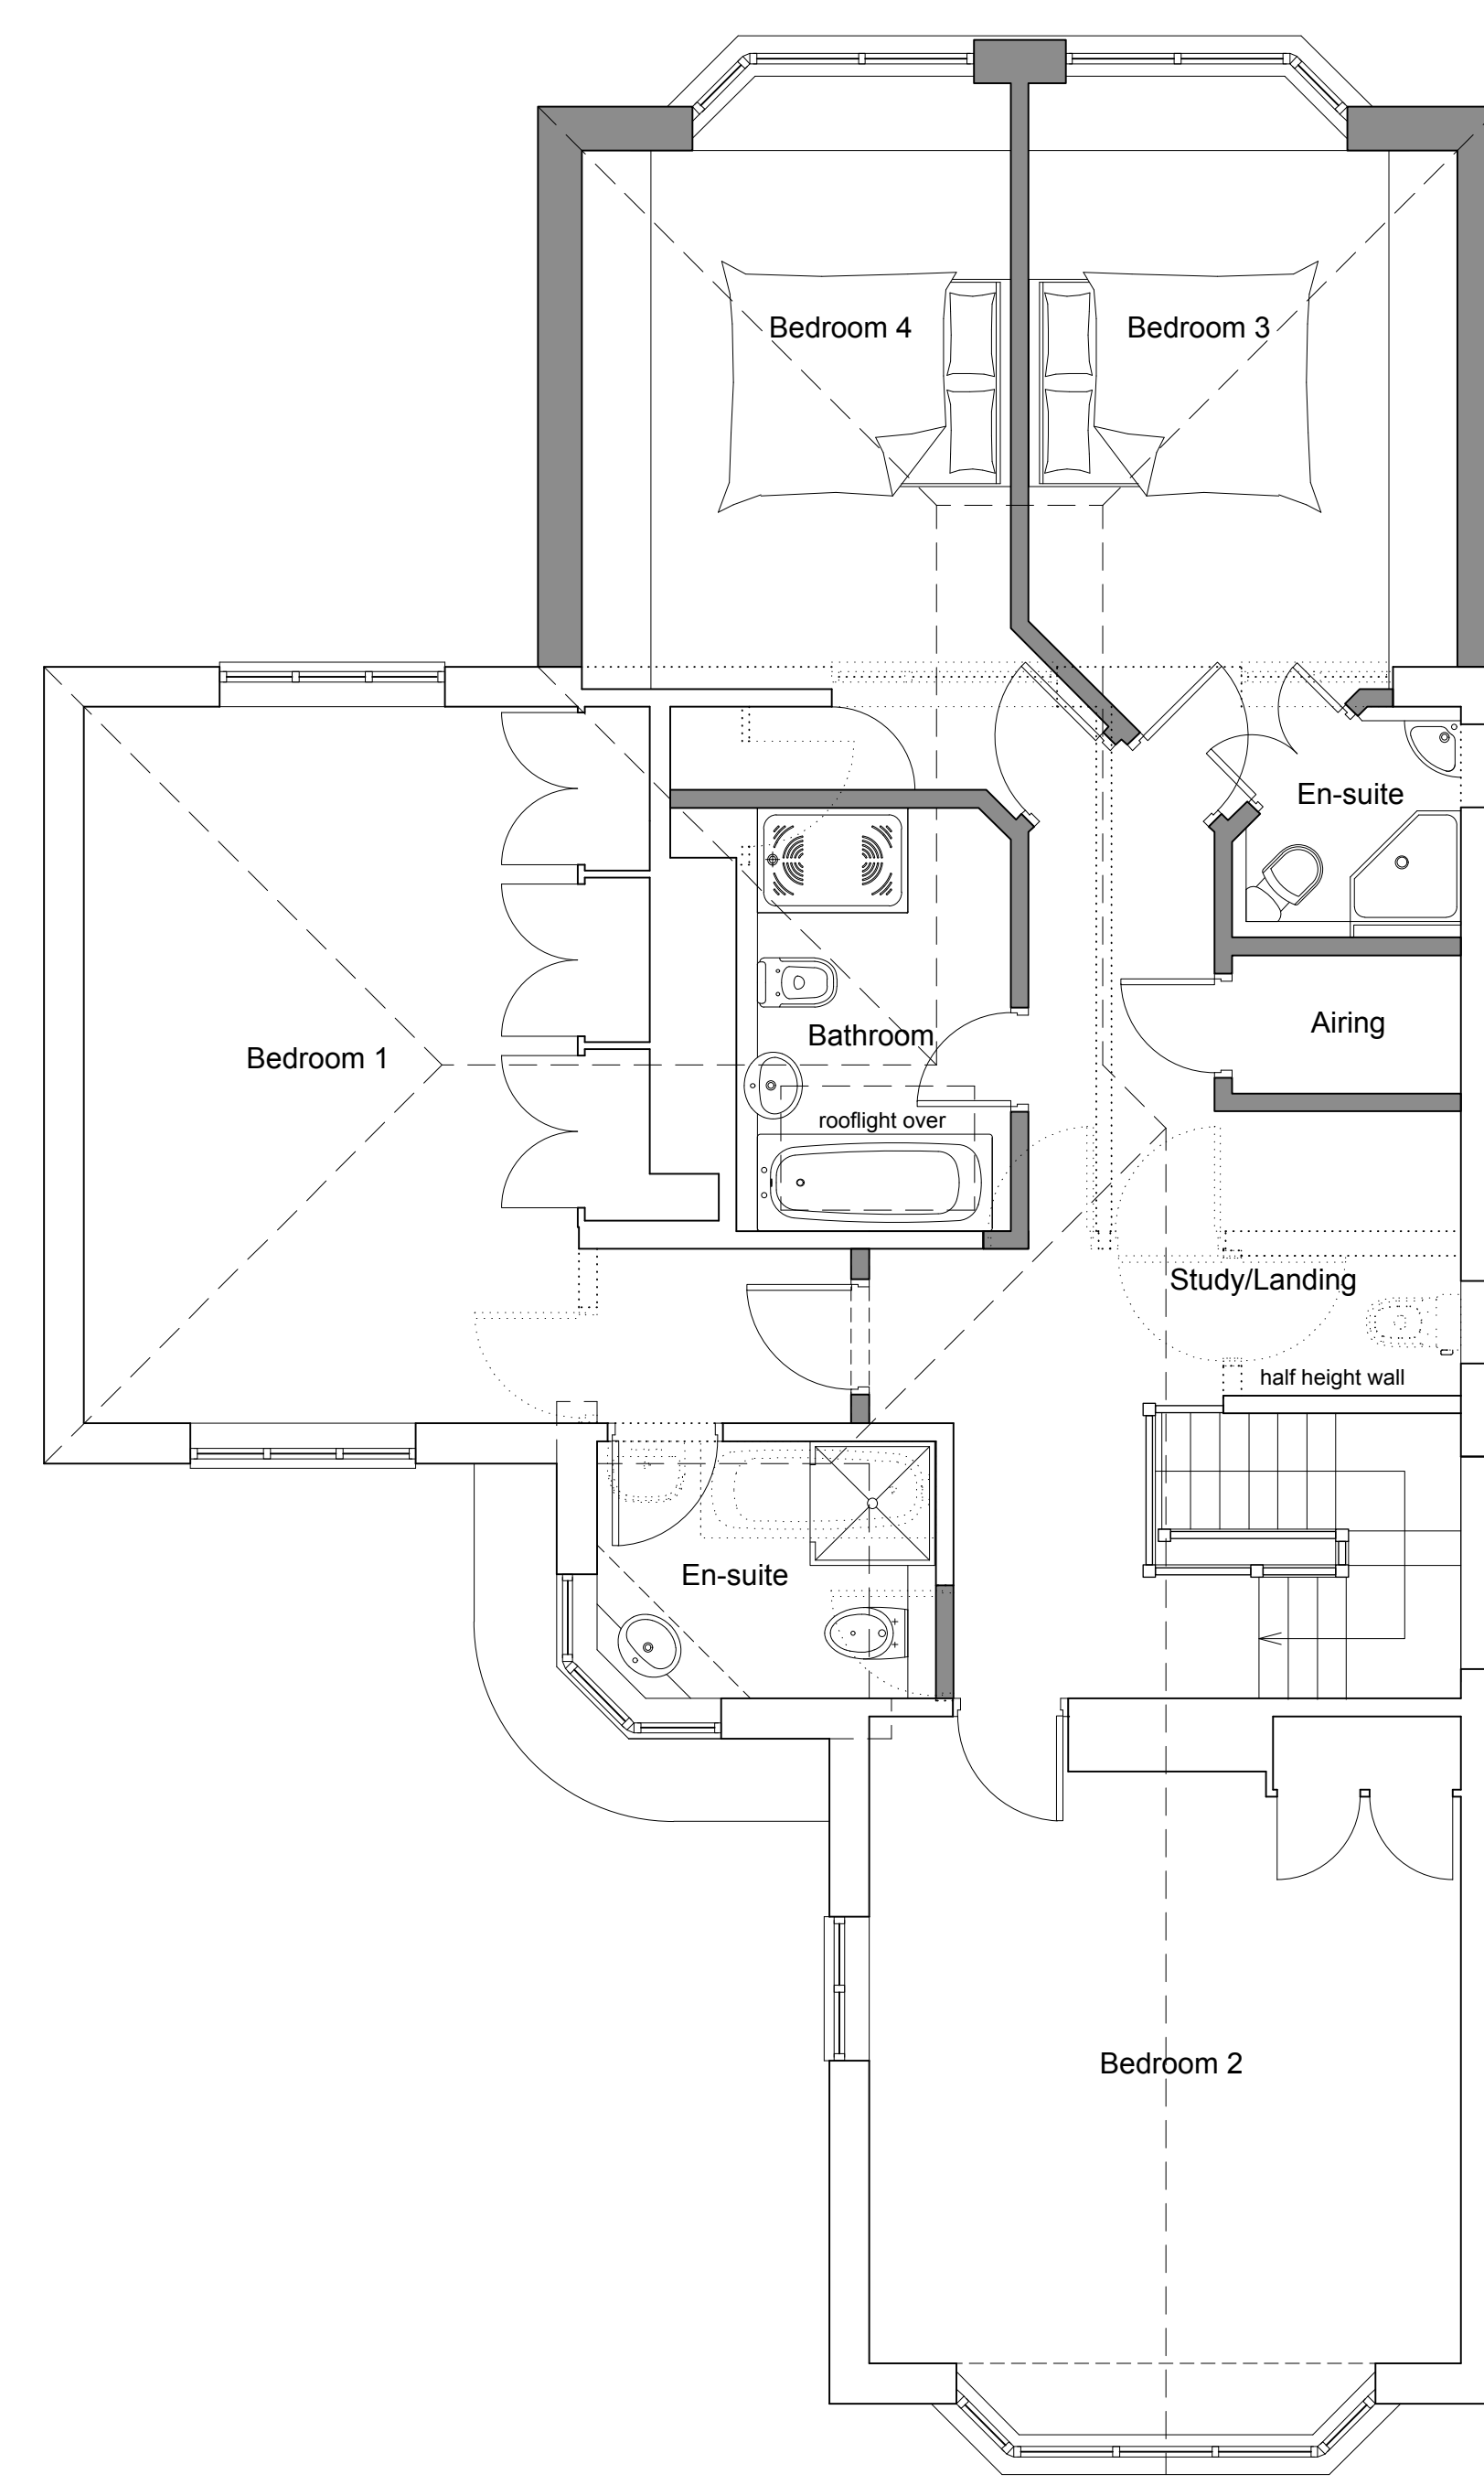 Bedroom 4
Bedroom 3
En-suite
Airing
Bathroom
Bedroom 1
rooflight over
Study/Landing
half height wall
En-suite
Bedroom 2